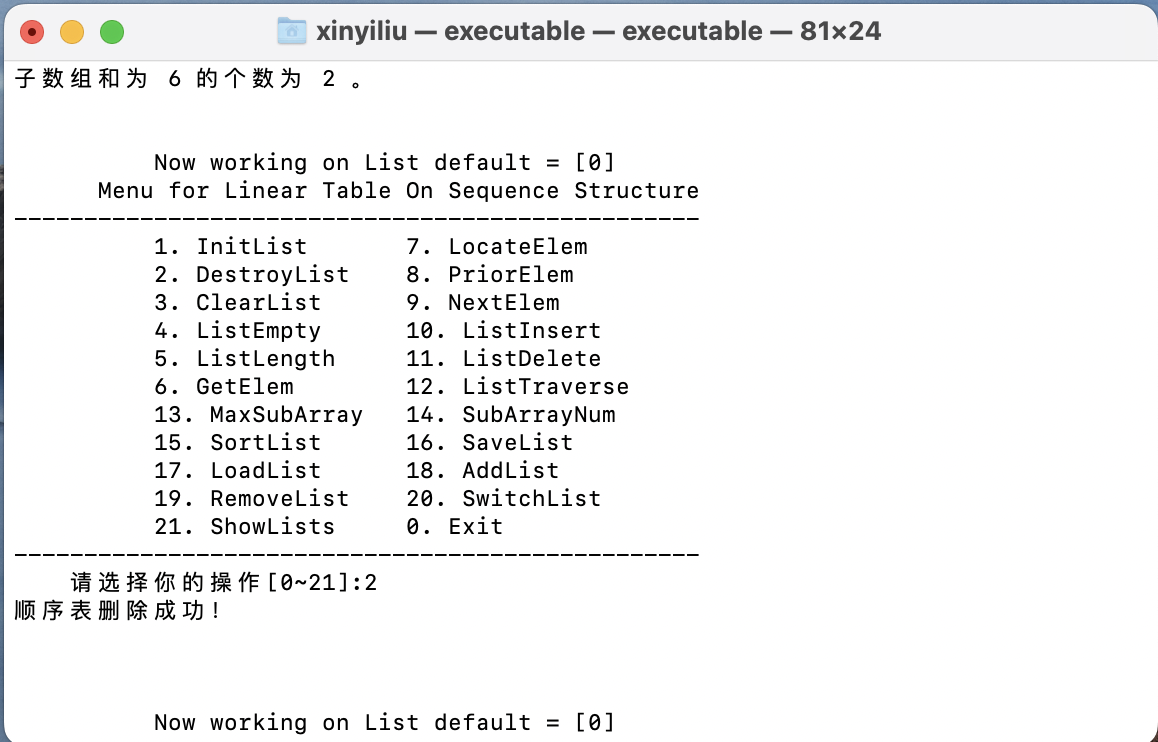 xinyiliu — executable — executable — 81×24
子数组和为 6 的个数为 2 。
Now working on List default = [0]
Menu for Linear Table On Sequence Structure
-------------------------------------------------
1. InitList 7. LocateElem
2. DestroyList 8. PriorElem
3. ClearList 9. NextElem
4. ListEmpty 10. ListInsert
5. ListLength 11. ListDelete
6. GetElem 12. ListTraverse
13. MaxSubArray 14. SubArrayNum
15. SortList 16. SaveList
17. LoadList 18. AddList
19. RemoveList 20. SwitchList
21. ShowLists 0. Exit
-------------------------------------------------
请选择你的操作[0~21]:2
顺序表删除成功!
Now working on List default = [0]